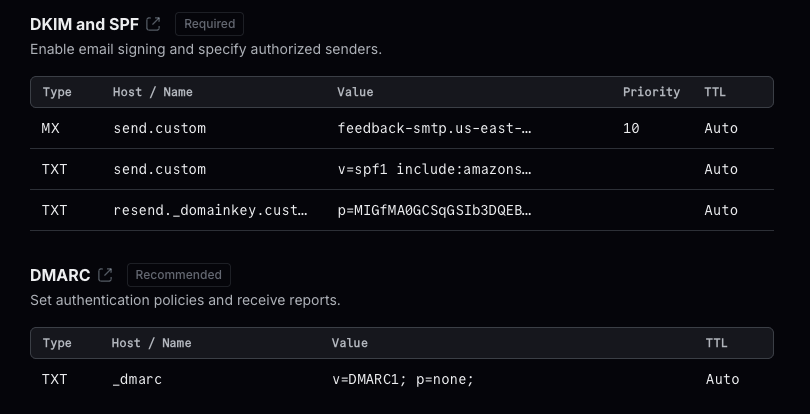 DKIM and SPF Required
Enable email signing and specify authorized senders.
Type Host / Name Value Priority TTL
MX send.custom feedback-smtp.us-east-… 10 Auto
TXT send.custom v=spf1 include:amazons… Auto
TXT resend._domainkey.cust… p=MIGfMA0GCSqGSIb3DQEB… Auto
DMARC Recommended
Set authentication policies and receive reports.
Type Host / Name Value TTL
TXT _dmarc v=DMARC1; p=none; Auto